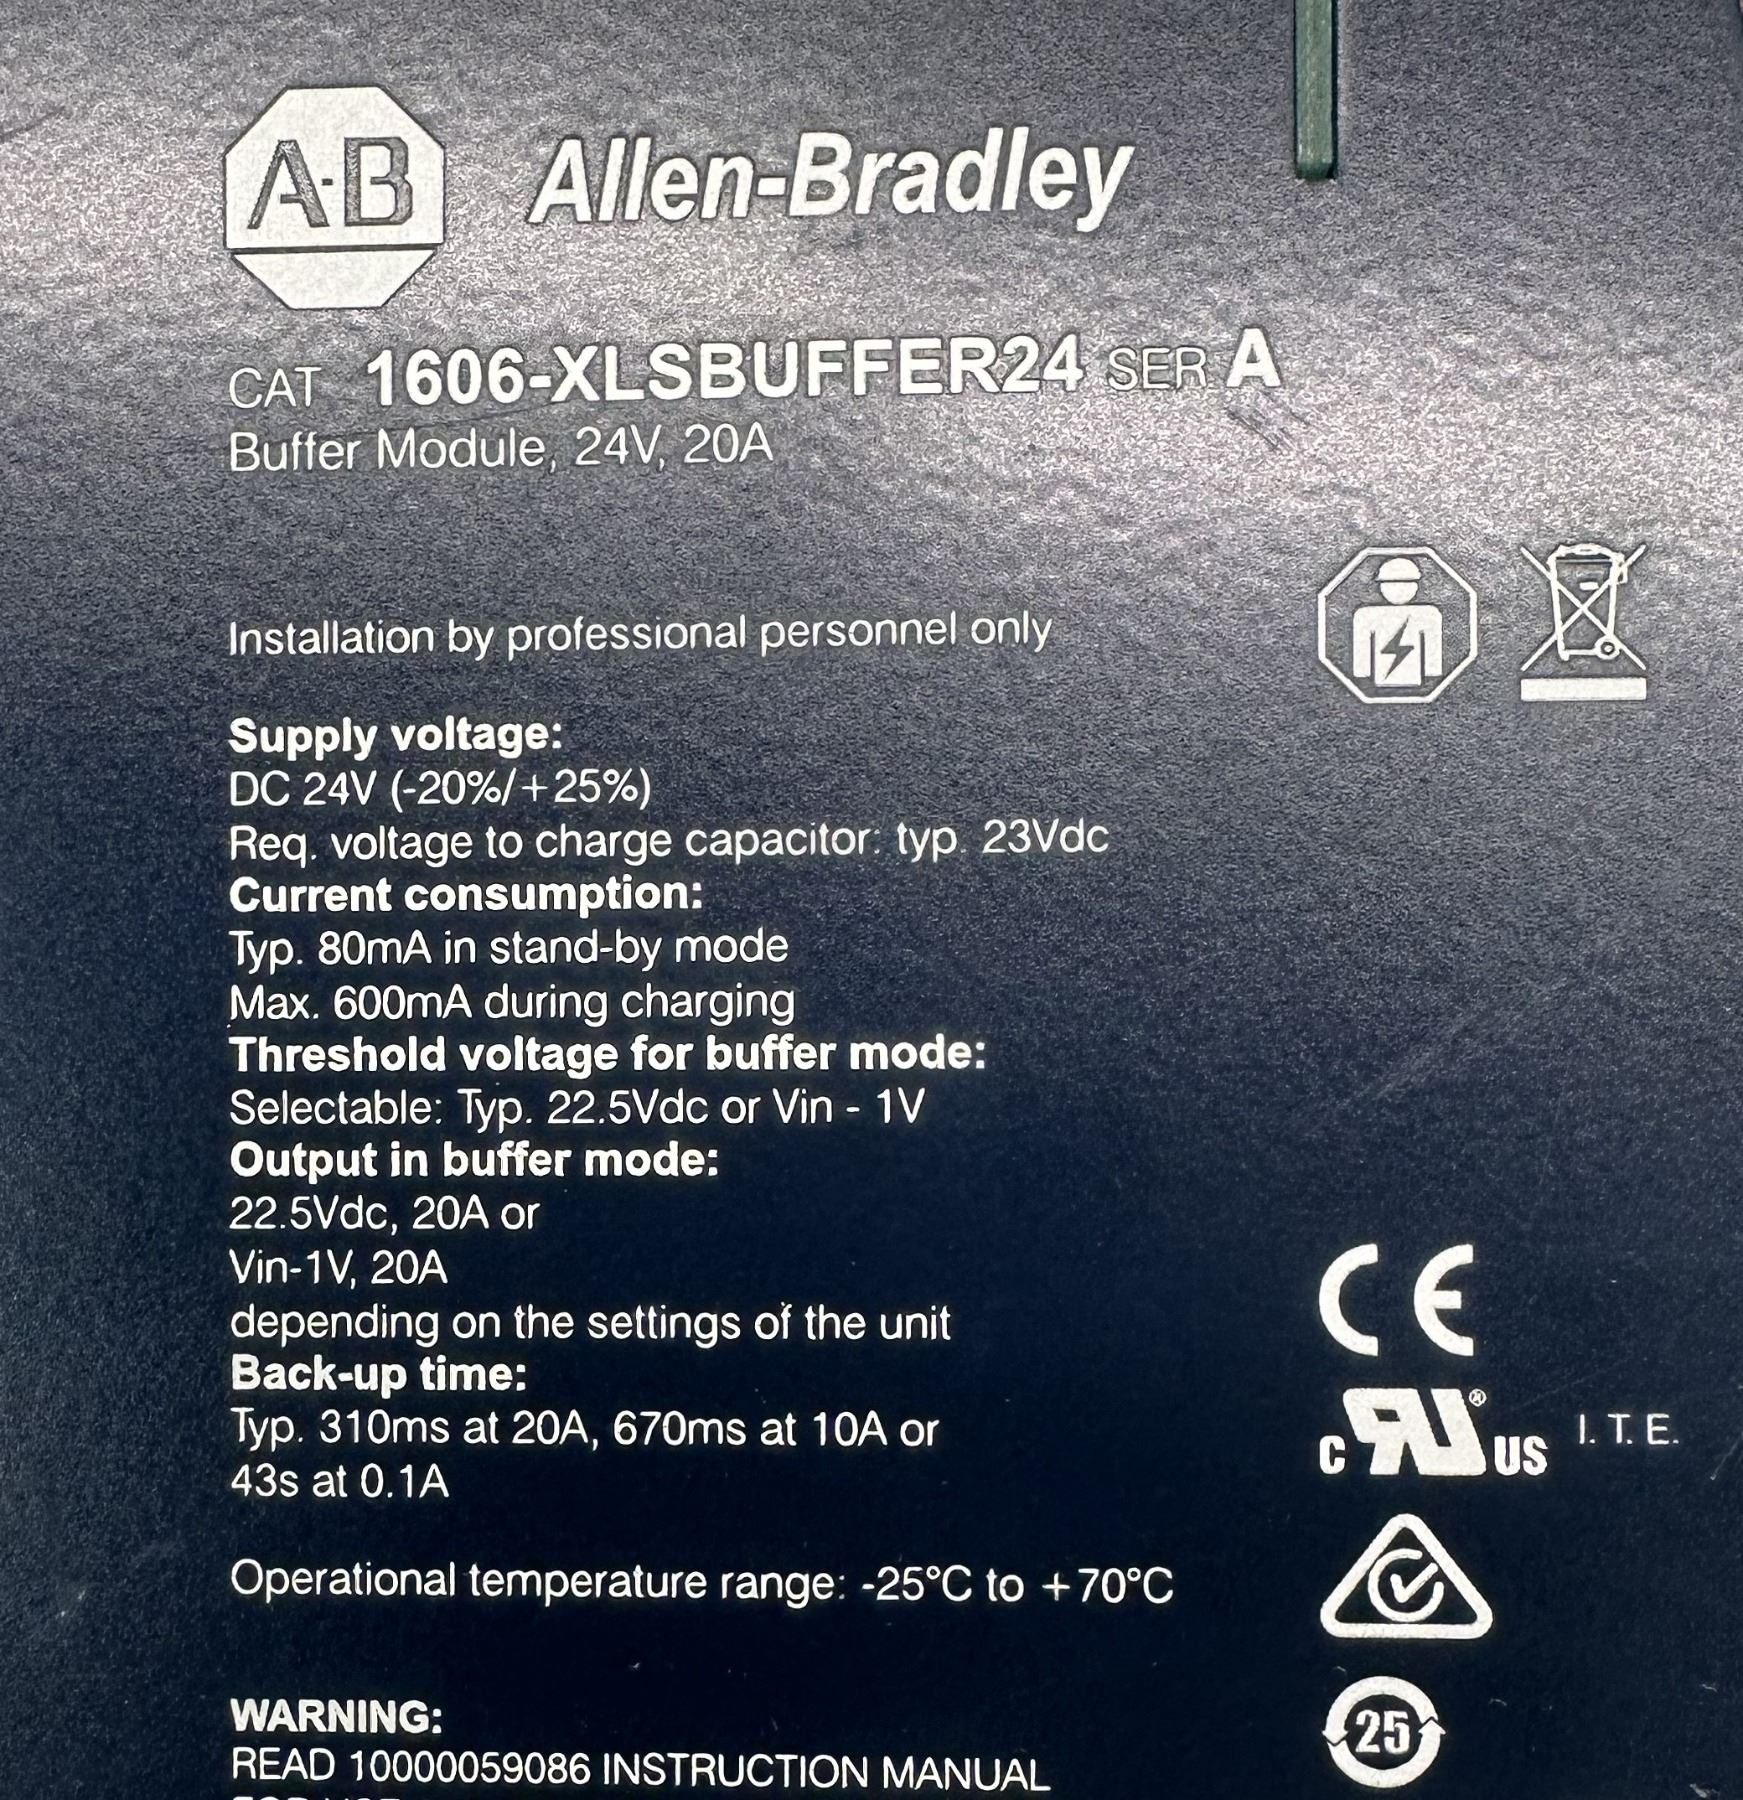 A·B
Allen-Bradley
CAT 1606-XLSBUFFER24 SER A
Buffer Module, 24V, 20A
Installation by professional personnel only
Supply voltage:
DC 24V (-20%/+25%)
Req. voltage to charge capacitor: typ. 23Vdc
Current consumption:
Typ. 80mA in stand-by mode
Max. 600mA during charging
Threshold voltage for buffer mode:
Selectable: Typ. 22.5Vdc or Vin - 1V
Output in buffer mode:
22.5Vdc, 20A or
Vin-1V, 20A
depending on the settings of the unit
Back-up time:
Typ. 310ms at 20A, 670ms at 10A or
43s at 0.1A
Operational temperature range: -25°C to +70°C
WARNING:
READ 10000059086 INSTRUCTION MANUAL
CE
c RU® US I.T.E.
25